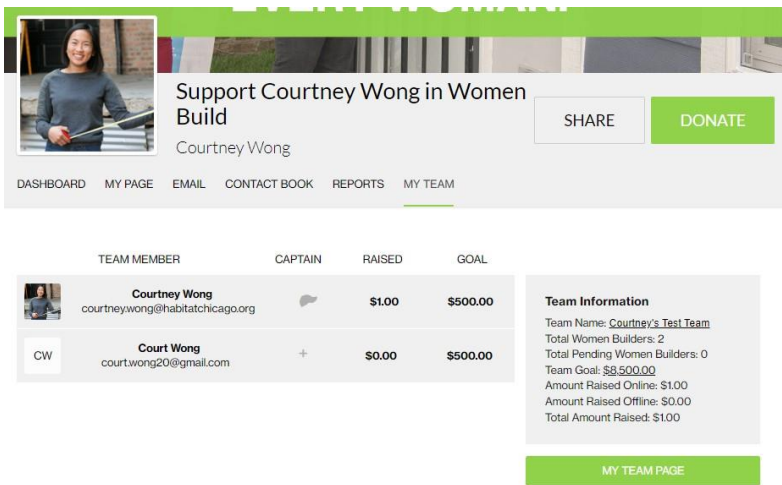 Support Courtney Wong in Women
Build
Courtney Wong
SHARE
DONATE
DASHBOARD MY PAGE EMAIL CONTACT BOOK REPORTS MY TEAM
TEAM MEMBER CAPTAIN RAISED GOAL
Courtney Wong
courtney.wong@habitatchicago.org
$1.00 $500.00
CW
Court Wong
court.wong20@gmail.com
+
$0.00 $500.00
Team Information
Team Name: Courtney's Test Team
Total Women Builders: 2
Total Pending Women Builders: 0
Team Goal: $8,500.00
Amount Raised Online: $1.00
Amount Raised Offline: $0.00
Total Amount Raised: $1.00
MY TEAM PAGE